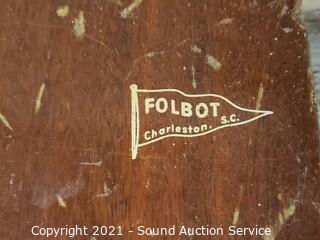 FOLBOT
Charleston, S.C.
Copyright 2021 - Sound Auction Service